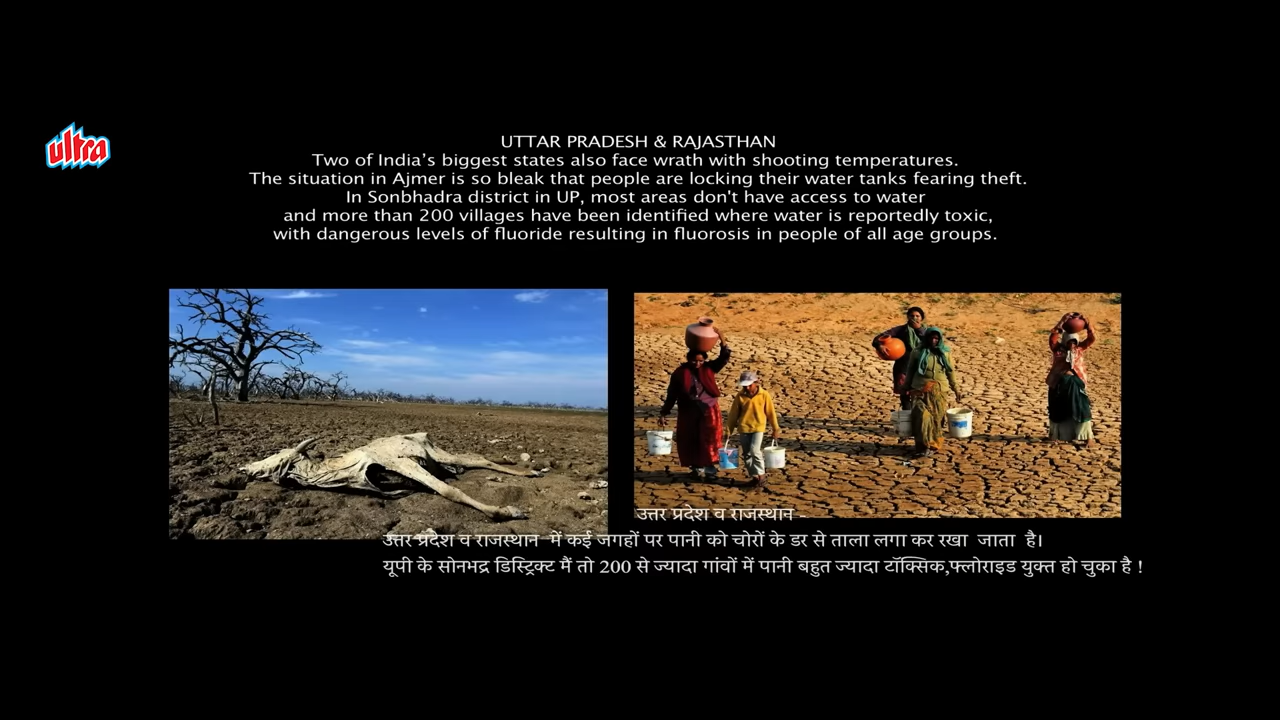 ultra
UTTAR PRADESH & RAJASTHAN
Two of India’s biggest states also face wrath with shooting temperatures.
The situation in Ajmer is so bleak that people are locking their water tanks fearing theft.
In Sonbhadra district in UP, most areas don't have access to water
and more than 200 villages have been identified where water is reportedly toxic,
with dangerous levels of fluoride resulting in fluorosis in people of all age groups.
उत्तर प्रदेश व राजस्थान -
उत्तर प्रदेश व राजस्थान में कई जगहों पर पानी को चोरों के डर से ताला लगा कर रखा जाता है।
यूपी के सोनभद्र डिस्ट्रिक्ट मैं तो 200 से ज्यादा गांवों में पानी बहुत ज्यादा टॉक्सिक,फ्लोराइड युक्त हो चुका है !